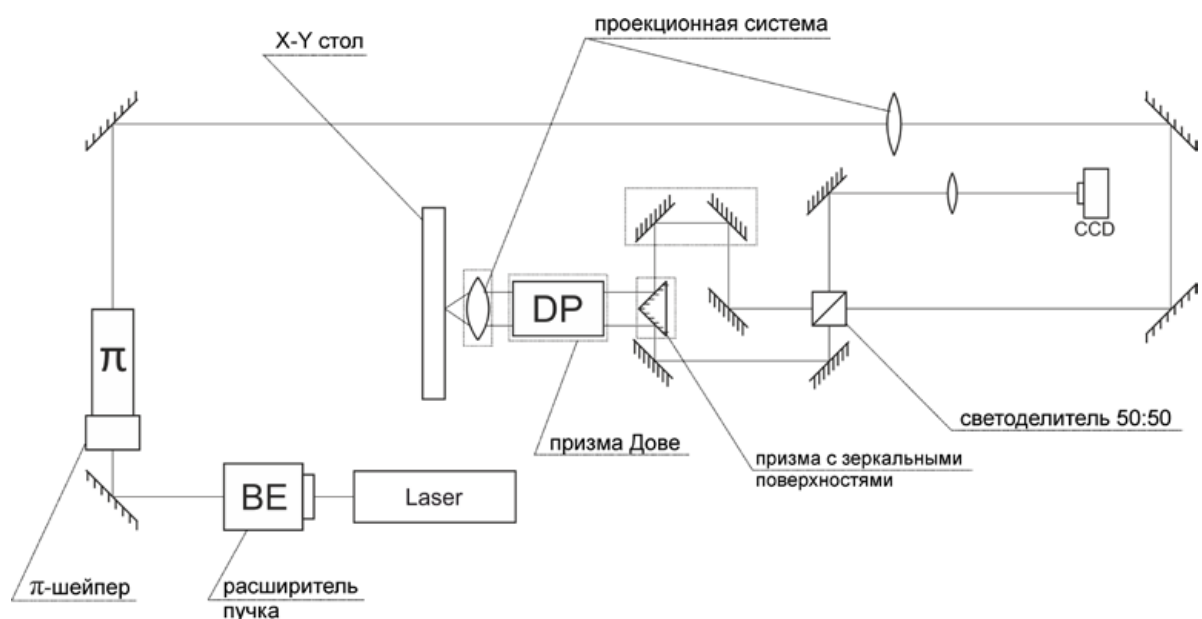 проекционная система
X-Y стол
CCD
DP
π
светоделитель 50:50
призма Дове
призма с зеркальными
поверхностями
BE
Laser
π-шейпер
расширитель
пучка